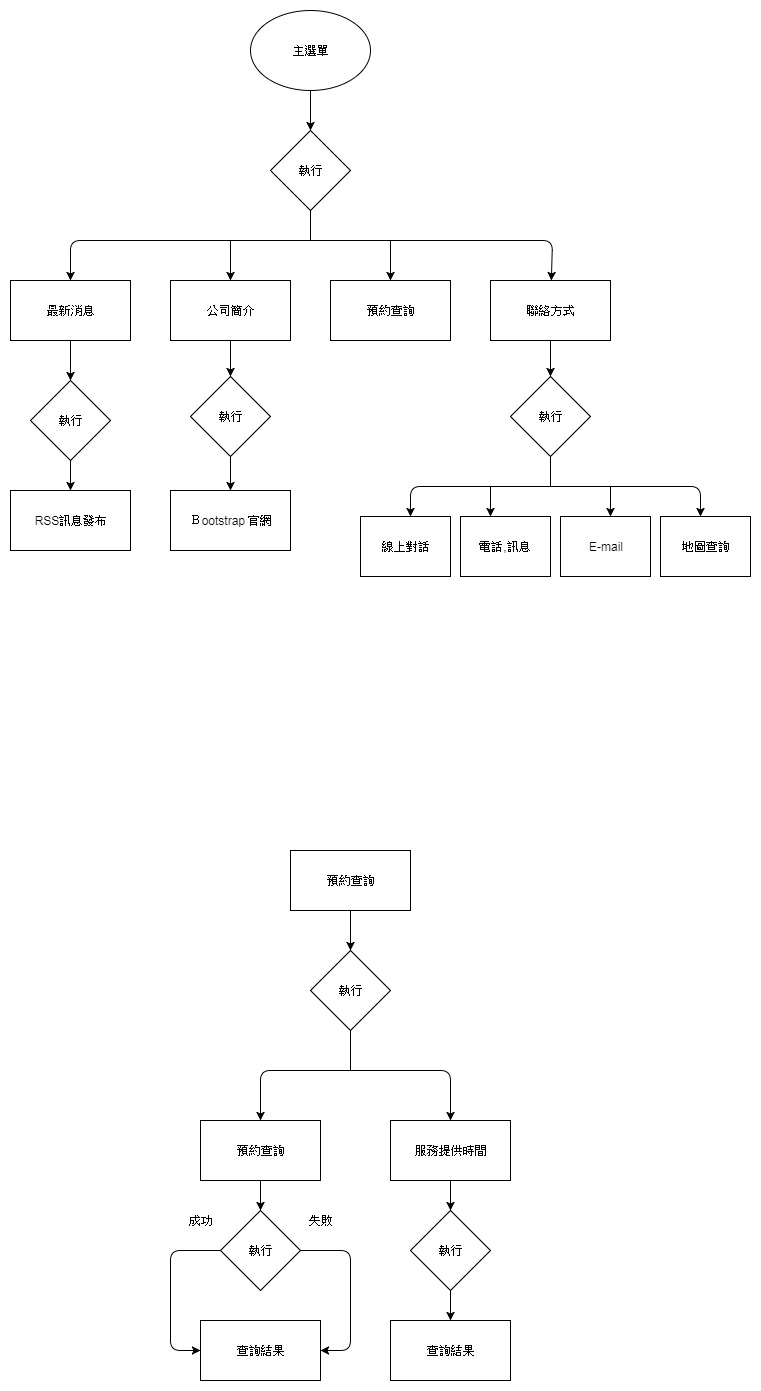 主選單
執行
最新消息
公司簡介
預約查詢
聯絡方式
執行
執行
執行
RSS訊息發布
Bootstrap 官網
線上對話
電話,訊息
E-mail
地圖查詢
預約查詢
執行
預約查詢
服務提供時間
成功
失敗
執行
執行
查詢結果
查詢結果